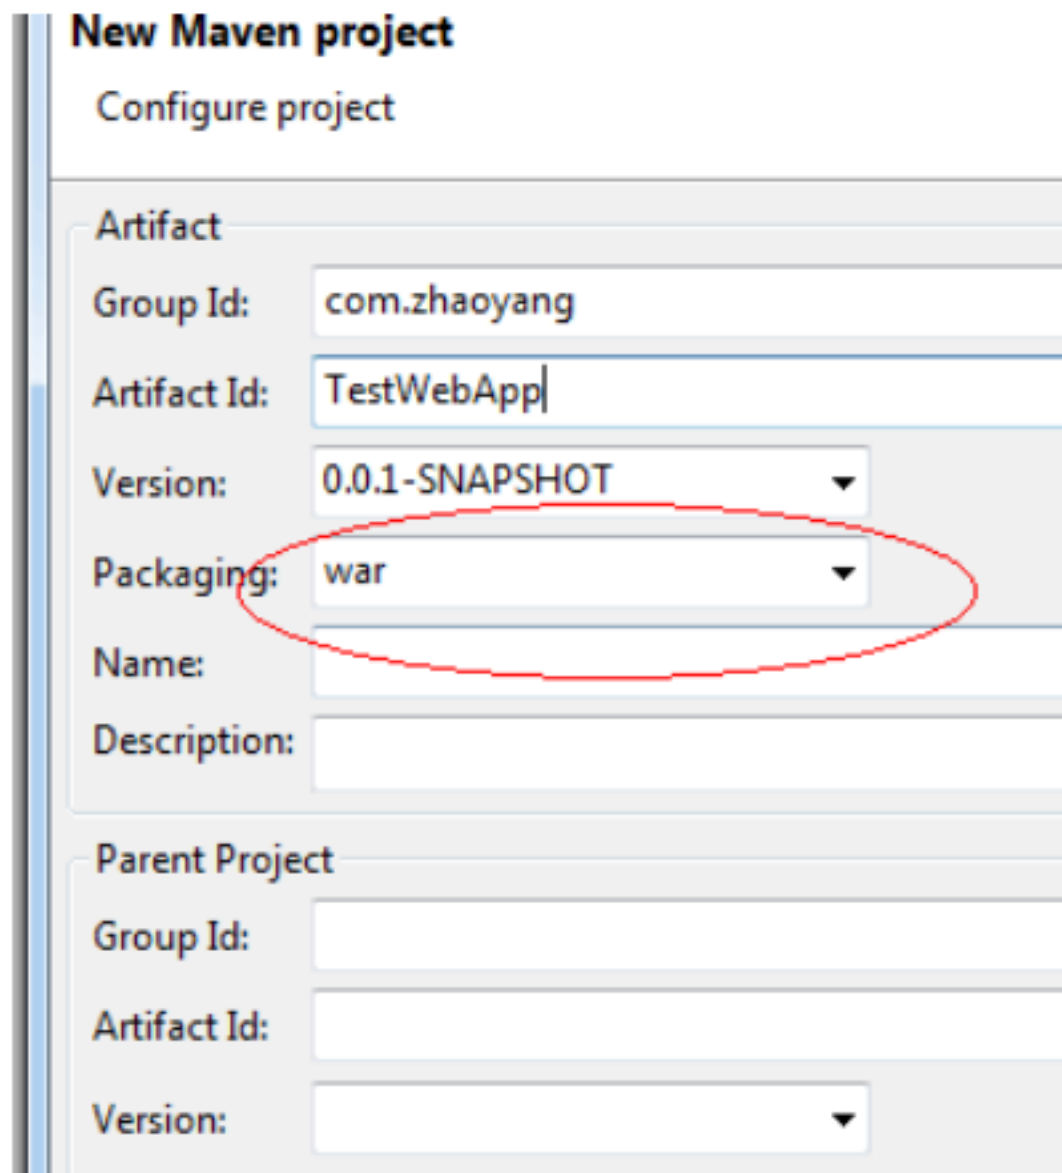 New Maven project
Configure project
Artifact
Group Id: com.zhaoyang
Artifact Id: TestWebApp
Version: 0.0.1-SNAPSHOT
Packaging: war
Name:
Description:
Parent Project
Group Id:
Artifact Id:
Version: